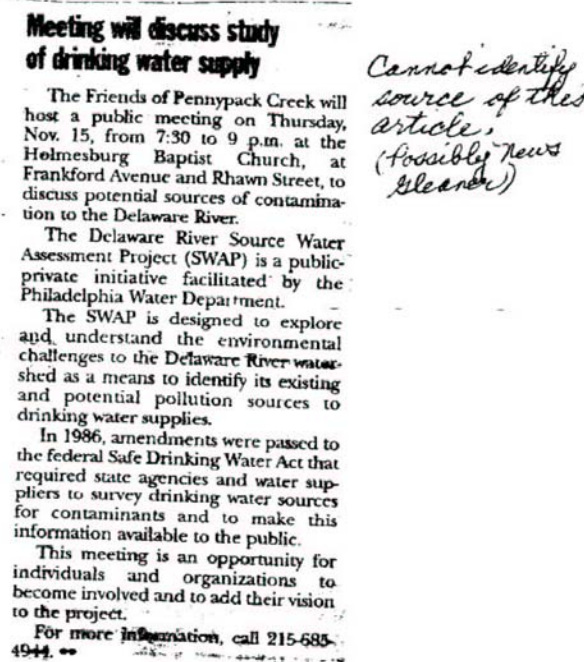 Meeting will discuss study
of drinking water supply
The Friends of Pennypack Creek will
host a public meeting on Thursday,
Nov. 15, from 7:30 to 9 p.m. at the
Holmesburg Baptist Church, at
Frankford Avenue and Rhawn Street, to
discuss potential sources of contamina-
tion to the Delaware River.
The Delaware River Source Water
Assessment Project (SWAP) is a public-
private initiative facilitated by the
Philadelphia Water Department.
The SWAP is designed to explore
and understand the environmental
challenges to the Delaware River water-
shed as a means to identify its existing
and potential pollution sources to
drinking water supplies.
In 1986, amendments were passed to
the federal Safe Drinking Water Act that
required state agencies and water sup-
pliers to survey drinking water sources
for contaminants and to make this
information available to the public.
This meeting is an opportunity for
individuals and organizations to
become involved and to add their vision
to the project.
For more information, call 215-685-
4944.
Cannot identify
source of this
article.
(Possibly News
Gleaner)